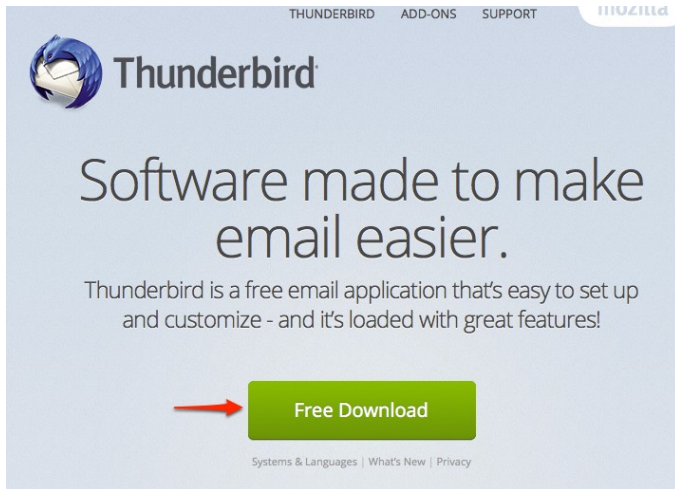 THUNDERBIRD ADD-ONS SUPPORT
mozilla
Thunderbird
Software made to make
email easier.
Thunderbird is a free email application that's easy to set up
and customize - and it's loaded with great features!
Free Download
Systems & Languages | What's New | Privacy